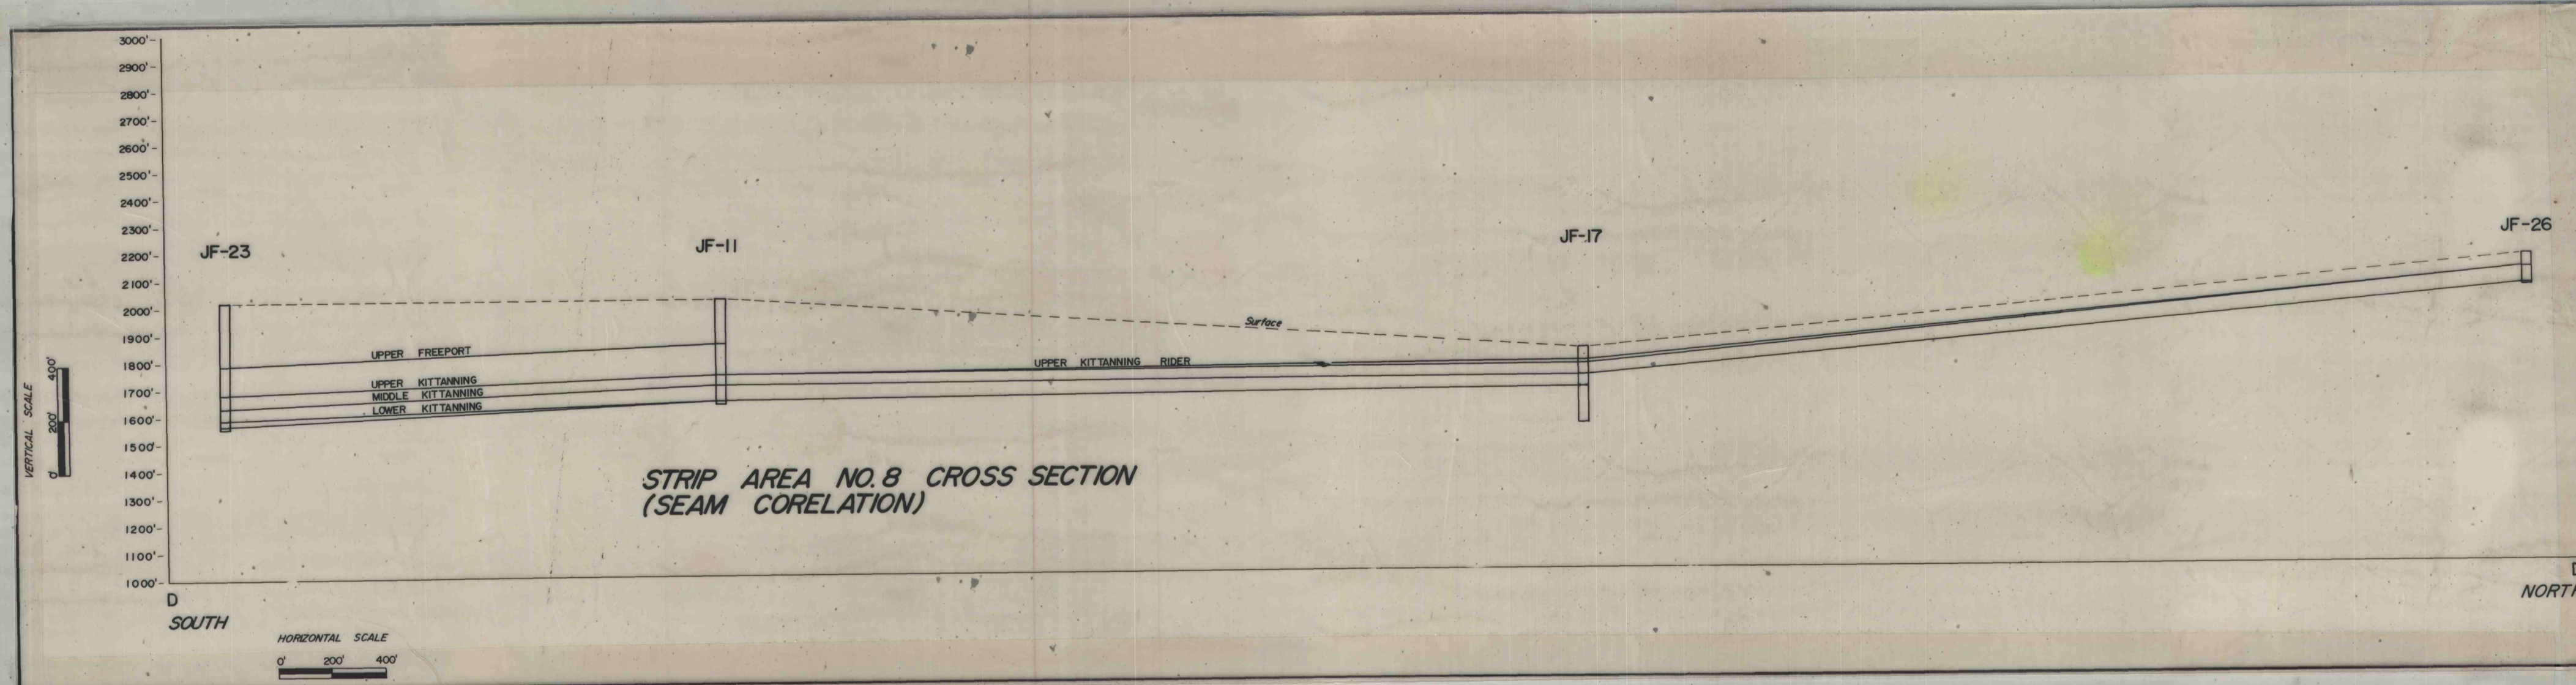 3000'
2900'
2800'
2700'
2600'
2500'
2400'
2300'
2200'
2100'
2000'
1900'
1800'
1700'
1600'
1500'
1400'
1300'
1200'
1100'
1000'
JF-23
JF-11
JF-17
JF-26
Surface
UPPER FREEPORT
UPPER KITTANNING RIDER
UPPER KITTANNING
MIDDLE KITTANNING
LOWER KITTANNING
VERTICAL SCALE
0' 200' 400'
STRIP AREA NO. 8 CROSS SECTION
(SEAM CORELATION)
D
SOUTH
NORTH
HORIZONTAL SCALE
0' 200' 400'